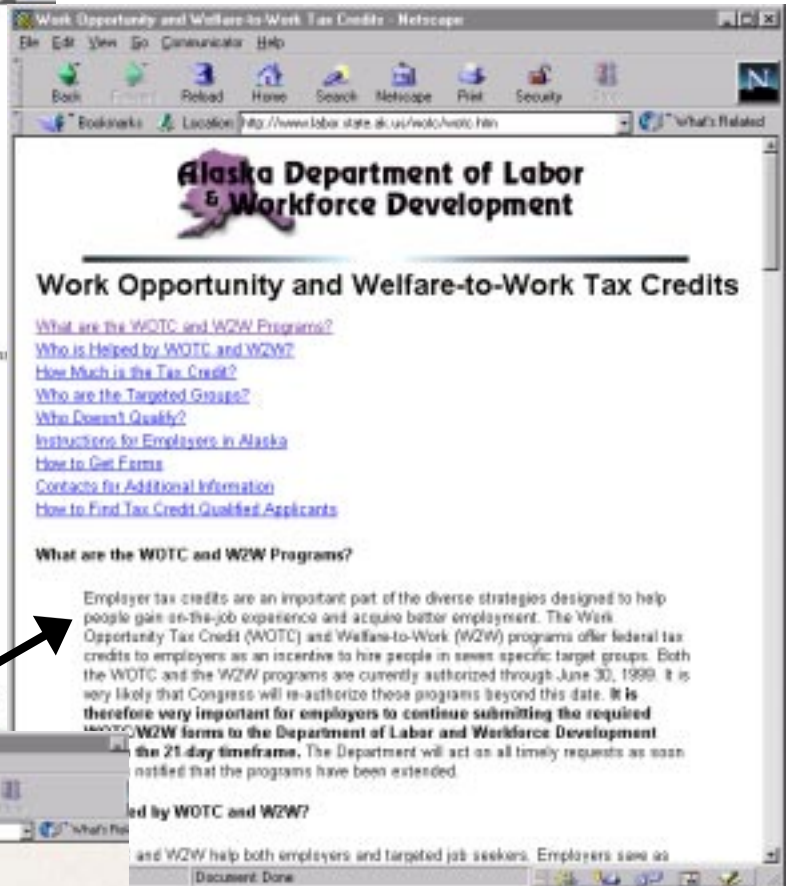 Work Opportunity and Welfare-to-Work Tax Credits - Netscape
File Edit View Go Communicator Help
Back Forward Reload Home Search Netscape Print Security
N
Bookmarks Location: http://www.labor.state.ak.us/wotc/wotc.htm What's Related
Alaska Department of Labor
& Workforce Development
Work Opportunity and Welfare-to-Work Tax Credits
What are the WOTC and W2W Programs?
Who is Helped by WOTC and W2W?
How Much is the Tax Credit?
Who are the Targeted Groups?
Who Doesn't Qualify?
Instructions for Employers in Alaska
How to Get Forms
Contacts for Additional Information
How to Find Tax Credit Qualified Applicants
What are the WOTC and W2W Programs?
Employer tax credits are an important part of the diverse strategies designed to help
people gain on-the-job experience and acquire better employment. The Work
Opportunity Tax Credit (WOTC) and Welfare-to-Work (W2W) programs offer federal tax
credits to employers as an incentive to hire people in seven specific target groups. Both
the WOTC and the W2W programs are currently authorized through June 30, 1999. It is
very likely that Congress will re-authorize these programs beyond this date. It is
therefore very important for employers to continue submitting the required
WOTC/W2W forms to the Department of Labor and Workforce Development
the 21-day timeframe. The Department will act on all timely requests as soon
notified that the programs have been extended.
What's Rel
ed by WOTC and W2W?
and W2W help both employers and targeted job seekers. Employers save as
Document: Done